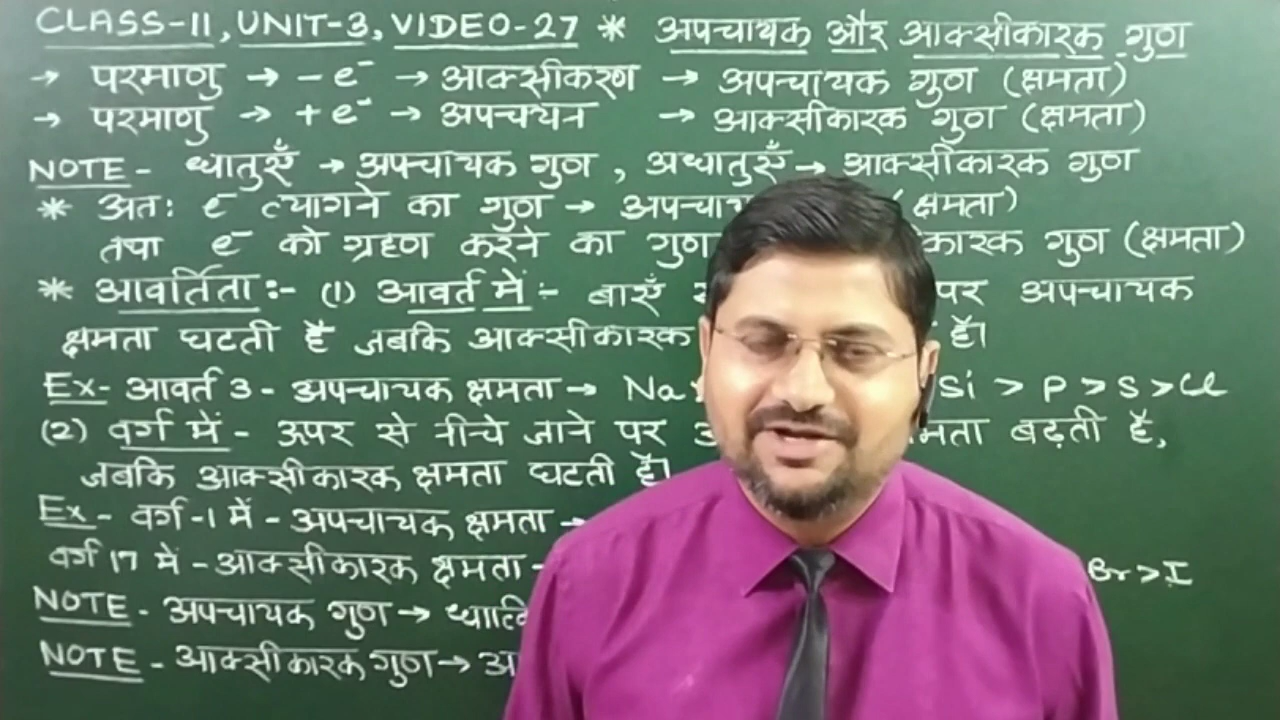 CLASS-11, UNIT-3, VIDEO-27 * अपचायक और आक्सीकारक गुण
→ परमाणु → -e⁻ → आक्सीकरण → अपचायक गुण (क्षमता)
→ परमाणु → +e⁻ → अपचयन → आक्सीकारक गुण (क्षमता)
NOTE - धातुएँ → अपचायक गुण, अधातुएँ → आक्सीकारक गुण
* अतः e⁻ त्यागने का गुण → (क्षमता)
तथा e⁻ को ग्रहण करने का गुण कारक गुण (क्षमता)
* आवर्तिता :- (1) आवर्त में :- बाएँ पर अपचायक
क्षमता घटती है जबकि आक्सीकारक है।
Ex- आवर्त 3 - अपचायक क्षमता → Na Si > P > S > Cl
(2) वर्ग में - ऊपर से नीचे जाने पर बढ़ती है,
जबकि आक्सीकारक क्षमता घटती है।
Ex- वर्ग-1 में - अपचायक क्षमता →
वर्ग 17 में - आक्सीकारक क्षमता - Br > I
NOTE - अपचायक गुण →
NOTE - आक्सीकारक गुण →